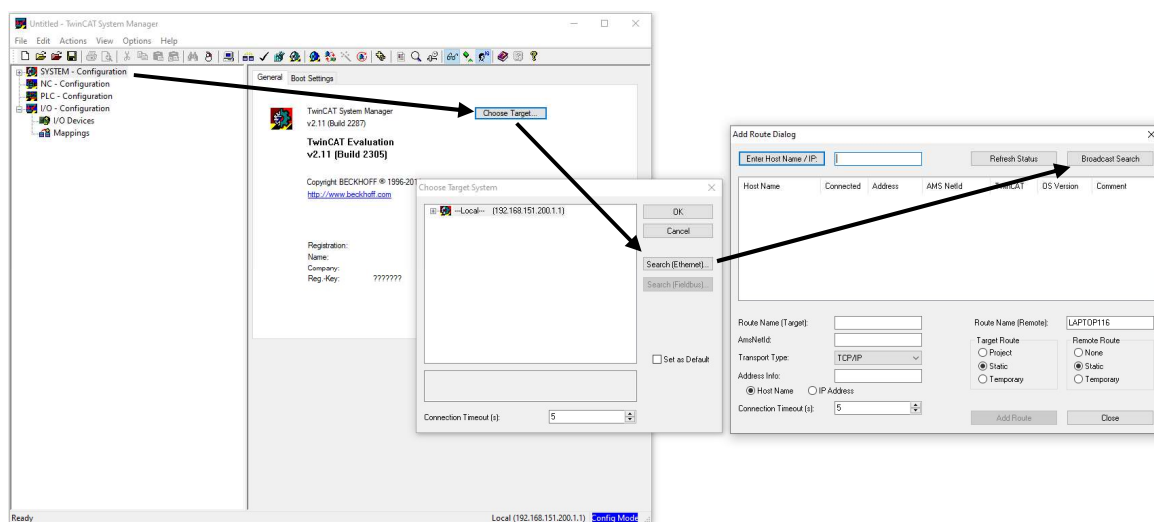 Untitled - TwinCAT System Manager
File Edit Actions View Options Help
SYSTEM - Configuration
NC - Configuration
PLC - Configuration
I/O - Configuration
I/O Devices
Mappings
General Boot Settings
TwinCAT System Manager
v2.11 (Build 2287)
Choose Target...
TwinCAT Evaluation
v2.11 (Build 2305)
Copyright BECKHOFF © 1996-201
http://www.beckhoff.com
Registration:
Name:
Company:
Reg.-Key: ???????
Ready
Local (192.168.151.200.1.1) Config Mode
Choose Target System
---Local--- (192.168.151.200.1.1)
OK
Cancel
Search (Ethernet)...
Search (Fieldbus)...
Set as Default
Connection Timeout (s): 5
Add Route Dialog
Enter Host Name / IP: Refresh Status Broadcast Search
Host Name Connected Address AMS NetId TwinCAT OS Version Comment
Route Name (Target): Route Name (Remote): LAPTOP116
AmsNetId: Target Route Remote Route
Transport Type: TCP/IP Project None
Address Info: Static Static
Host Name IP Address Temporary Temporary
Connection Timeout (s): 5
Add Route Close